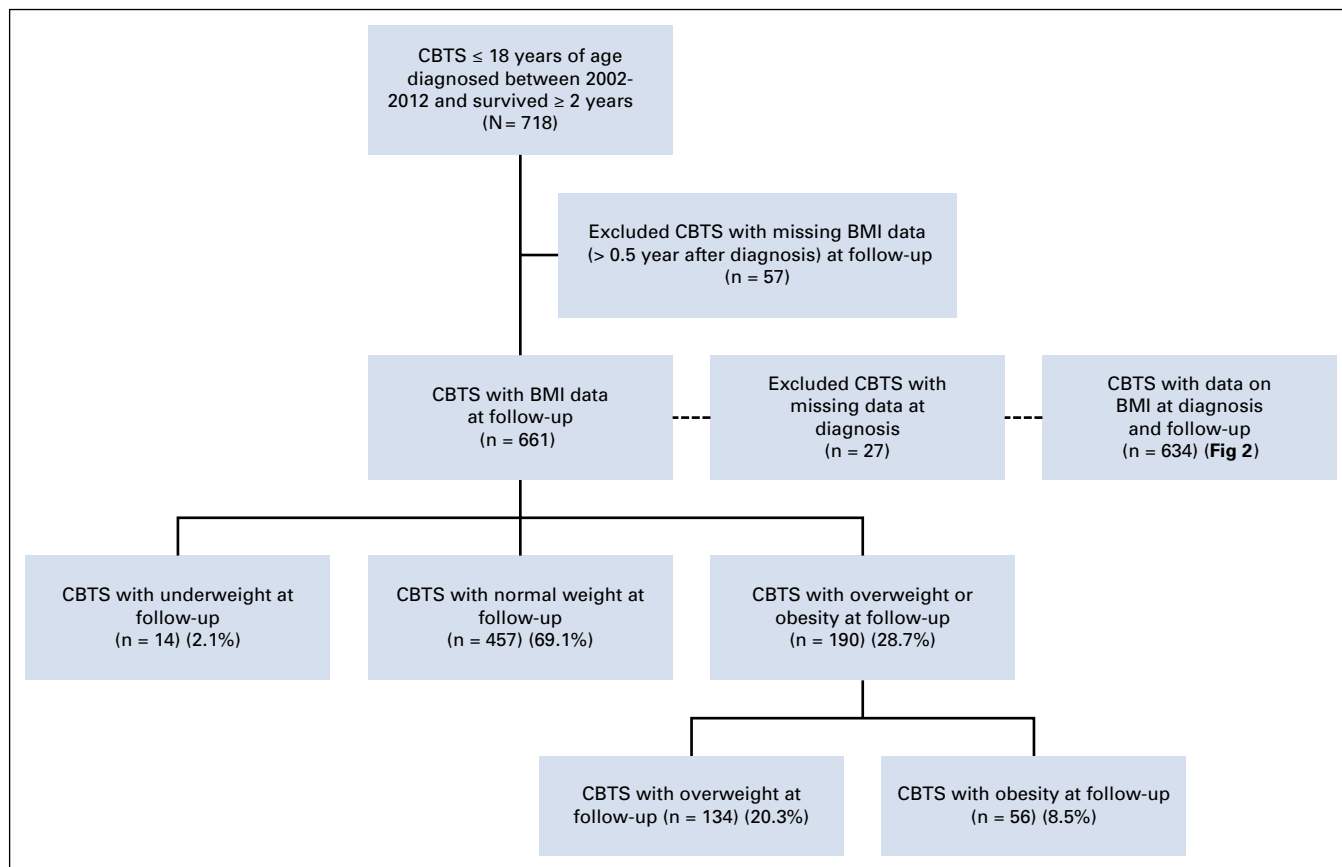 CBTS ≤ 18 years of age
diagnosed between 2002-
2012 and survived ≥ 2 years
(N = 718)
Excluded CBTS with missing BMI data
(> 0.5 year after diagnosis) at follow-up
(n = 57)
CBTS with BMI data
at follow-up
(n = 661)
Excluded CBTS with
missing data at
diagnosis
(n = 27)
CBTS with data on
BMI at diagnosis
and follow-up
(n = 634) (Fig 2)
CBTS with underweight at
follow-up
(n = 14) (2.1%)
CBTS with normal weight at
follow-up
(n = 457) (69.1%)
CBTS with overweight or
obesity at follow-up
(n = 190) (28.7%)
CBTS with overweight at
follow-up (n = 134) (20.3%)
CBTS with obesity at follow-up
(n = 56) (8.5%)